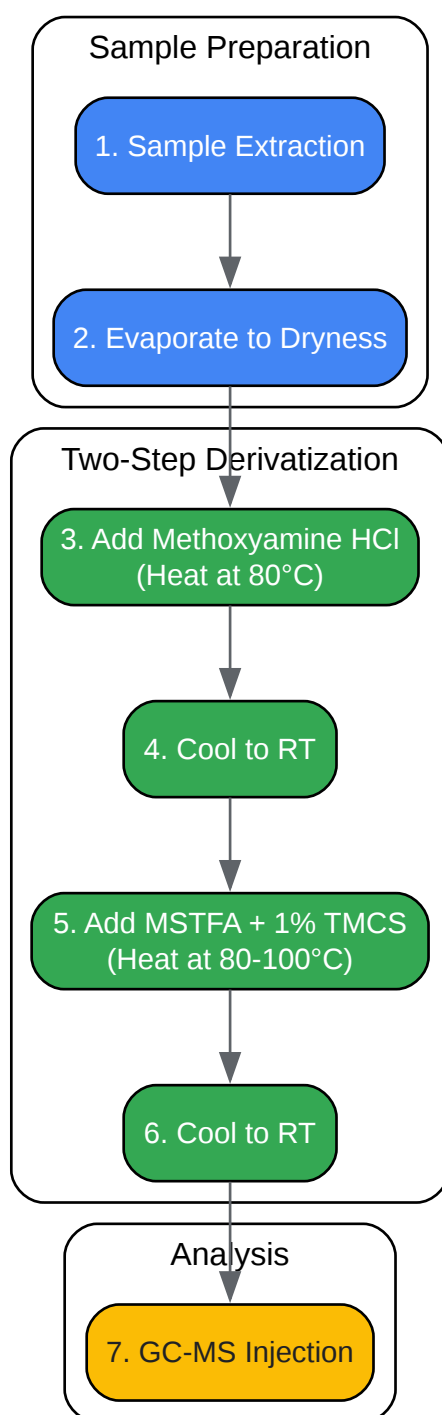 Sample Preparation
1. Sample Extraction
2. Evaporate to Dryness
Two-Step Derivatization
3. Add Methoxyamine HCl
(Heat at 80°C)
4. Cool to RT
5. Add MSTFA + 1% TMCS
(Heat at 80-100°C)
6. Cool to RT
Analysis
7. GC-MS Injection